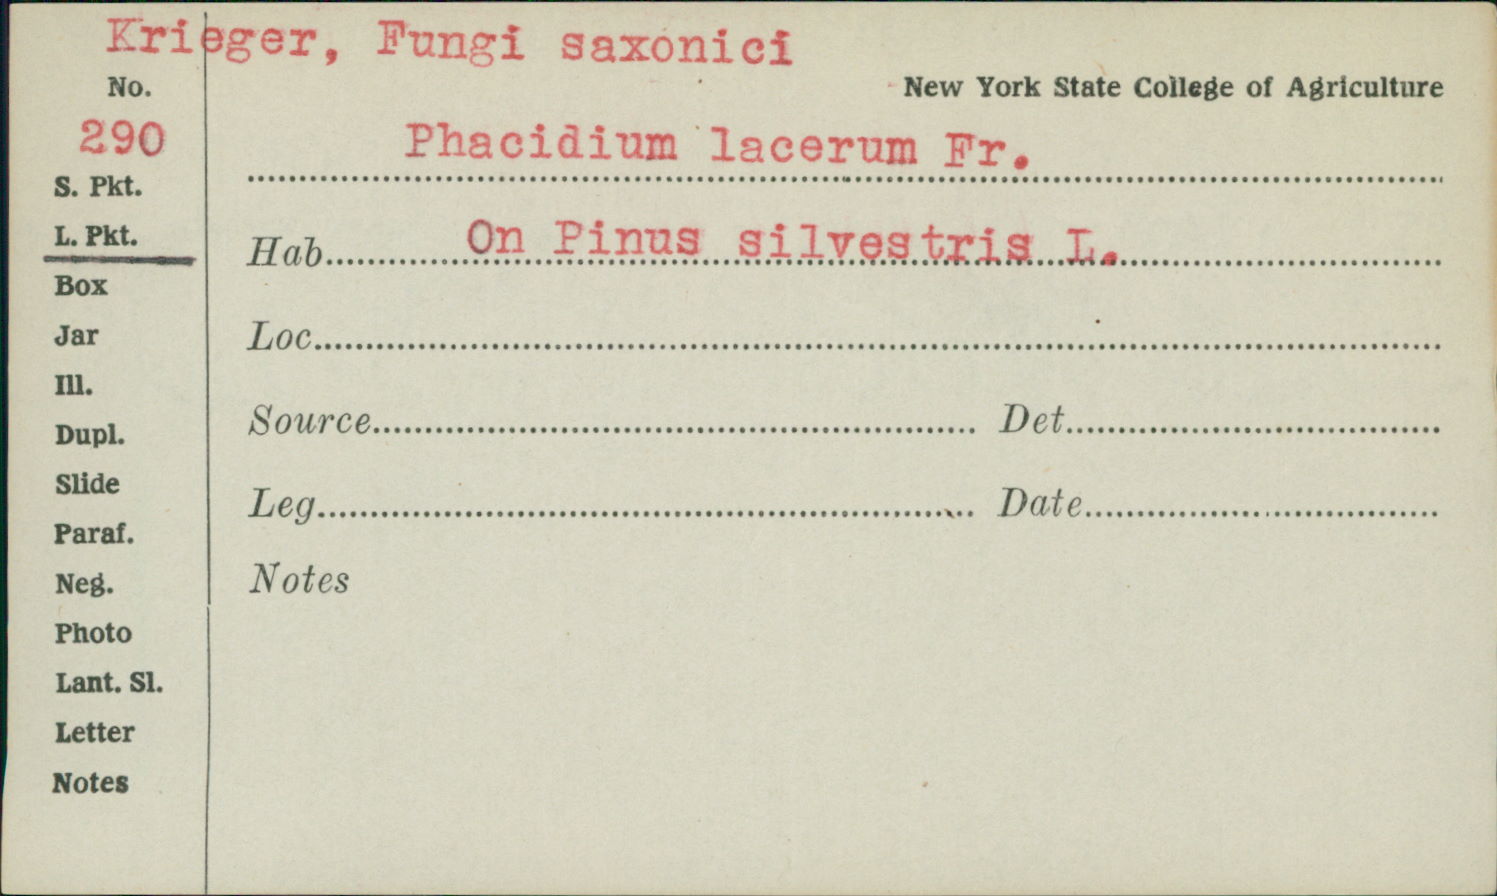 Krieger, Fungi saxonici
No.
New York State College of Agriculture
290
Phacidium lacerum Fr.
S. Pkt.
L. Pkt.
Hab. On Pinus silvestris L.
Box
Jar
Loc.
Ill.
Source
Det.
Dupl.
Slide
Leg.
Date
Paraf.
Neg.
Notes
Photo
Lant. Sl.
Letter
Notes